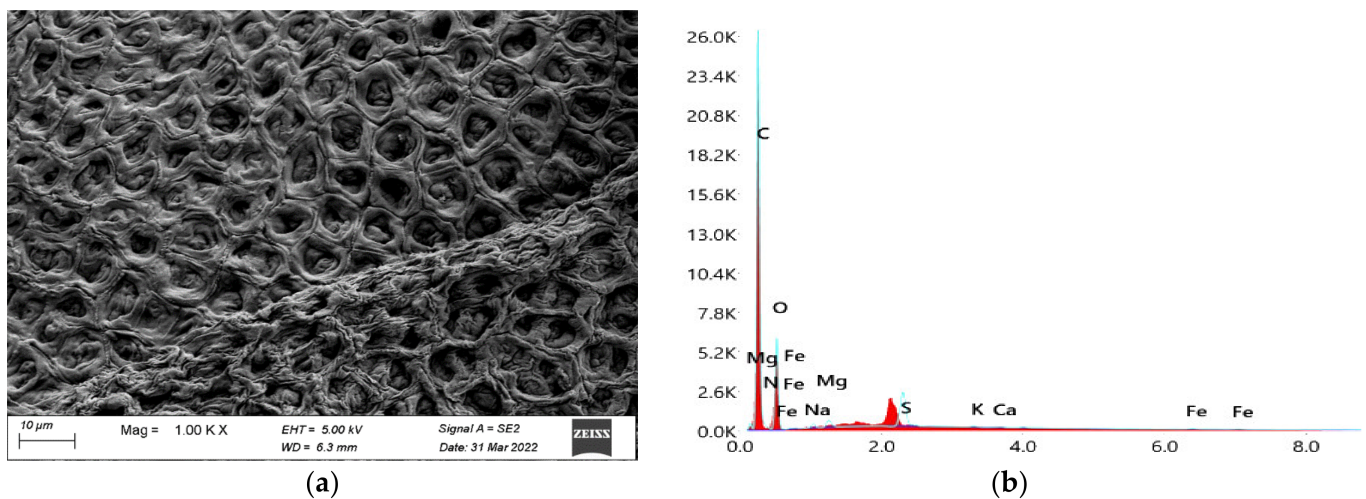 10 µm
Mag = 1.00 K X
EHT = 5.00 kV
WD = 6.3 mm
Signal A = SE2
Date: 31 Mar 2022
ZEISS
(a)
26.0K
23.4K
20.8K
18.2K
15.6K
13.0K
10.4K
7.8K
5.2K
2.6K
0.0K
C
O
Mg Fe
N Fe Mg
Fe Na S K Ca Fe Fe
0.0 2.0 4.0 6.0 8.0
(b)